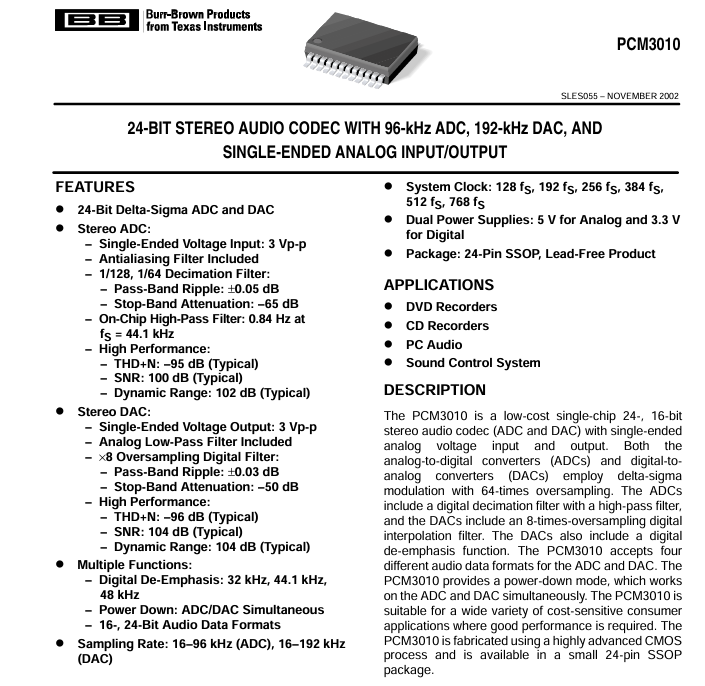 BB
Burr-Brown Products
from Texas Instruments
PCM3010
SLES055 – NOVEMBER 2002
24-BIT STEREO AUDIO CODEC WITH 96-kHz ADC, 192-kHz DAC, AND
SINGLE-ENDED ANALOG INPUT/OUTPUT
FEATURES
● 24-Bit Delta-Sigma ADC and DAC
● Stereo ADC:
– Single-Ended Voltage Input: 3 Vp-p
– Antialiasing Filter Included
– 1/128, 1/64 Decimation Filter:
– Pass-Band Ripple: ±0.05 dB
– Stop-Band Attenuation: –65 dB
– On-Chip High-Pass Filter: 0.84 Hz at
fS = 44.1 kHz
– High Performance:
– THD+N: –95 dB (Typical)
– SNR: 100 dB (Typical)
– Dynamic Range: 102 dB (Typical)
● Stereo DAC:
– Single-Ended Voltage Output: 3 Vp-p
– Analog Low-Pass Filter Included
– ×8 Oversampling Digital Filter:
– Pass-Band Ripple: ±0.03 dB
– Stop-Band Attenuation: –50 dB
– High Performance:
– THD+N: –96 dB (Typical)
– SNR: 104 dB (Typical)
– Dynamic Range: 104 dB (Typical)
● Multiple Functions:
– Digital De-Emphasis: 32 kHz, 44.1 kHz,
48 kHz
– Power Down: ADC/DAC Simultaneous
– 16-, 24-Bit Audio Data Formats
● Sampling Rate: 16–96 kHz (ADC), 16–192 kHz
(DAC)
● System Clock: 128 fS, 192 fS, 256 fS, 384 fS,
512 fS, 768 fS
● Dual Power Supplies: 5 V for Analog and 3.3 V
for Digital
● Package: 24-Pin SSOP, Lead-Free Product
APPLICATIONS
● DVD Recorders
● CD Recorders
● PC Audio
● Sound Control System
DESCRIPTION
The PCM3010 is a low-cost single-chip 24-, 16-bit
stereo audio codec (ADC and DAC) with single-ended
analog voltage input and output. Both the
analog-to-digital converters (ADCs) and digital-to-
analog converters (DACs) employ delta-sigma
modulation with 64-times oversampling. The ADCs
include a digital decimation filter with a high-pass filter,
and the DACs include an 8-times-oversampling digital
interpolation filter. The DACs also include a digital
de-emphasis function. The PCM3010 accepts four
different audio data formats for the ADC and DAC. The
PCM3010 provides a power-down mode, which works
on the ADC and DAC simultaneously. The PCM3010 is
suitable for a wide variety of cost-sensitive consumer
applications where good performance is required. The
PCM3010 is fabricated using a highly advanced CMOS
process and is available in a small 24-pin SSOP
package.